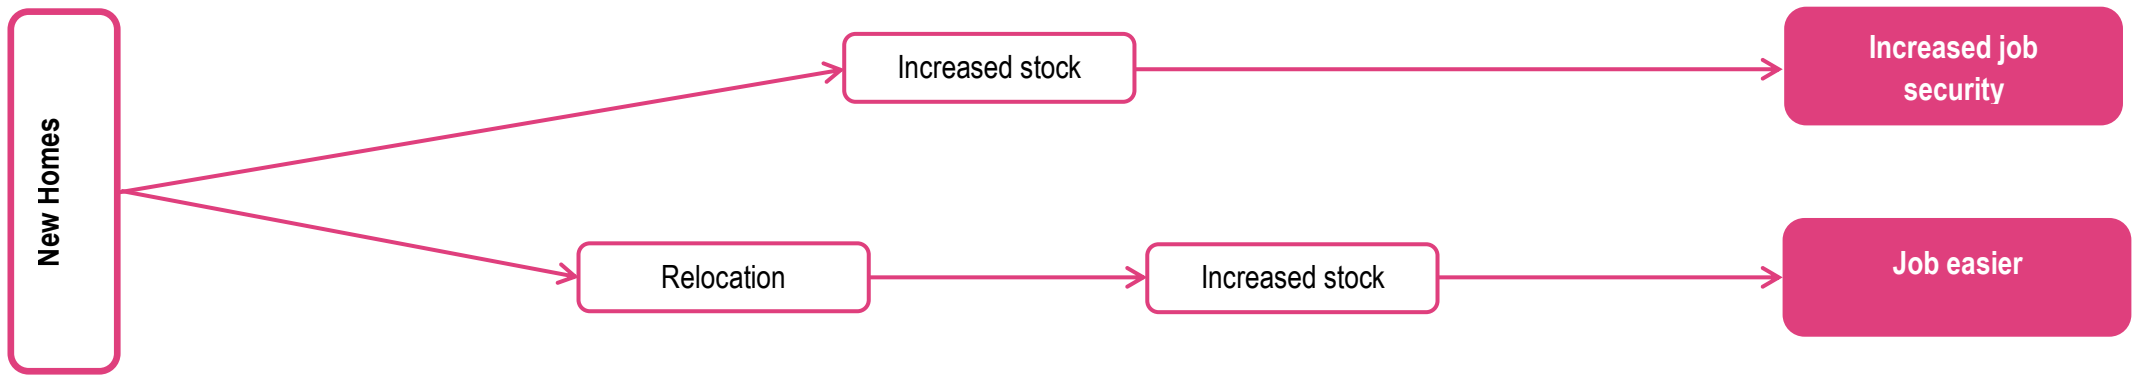 New Homes
Increased stock
Increased job
security
Relocation
Increased stock
Job easier